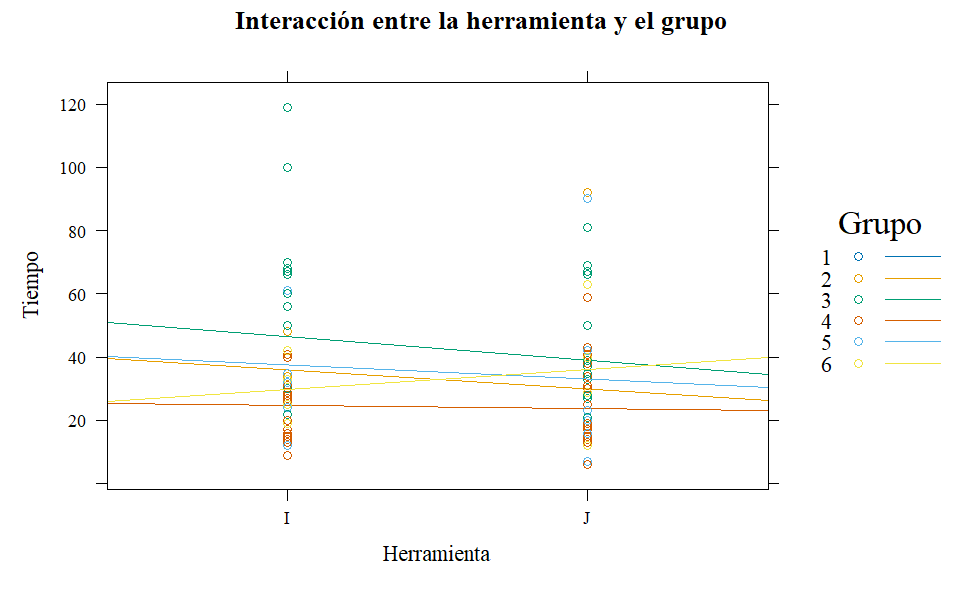 Interacción entre la herramienta y el grupo
120
100
80
60
40
20
Tiempo
I
J
Herramienta
Grupo
1
2
3
4
5
6